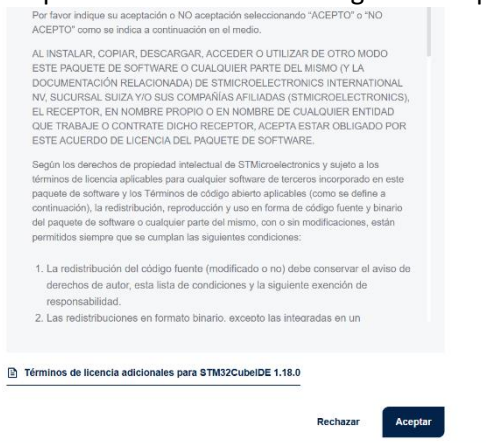 Por favor indique su aceptación o NO aceptación seleccionando “ACEPTO” o “NO
ACEPTO” como se indica a continuación en el medio.
AL INSTALAR, COPIAR, DESCARGAR, ACCEDER O UTILIZAR DE OTRO MODO
ESTE PAQUETE DE SOFTWARE O CUALQUIER PARTE DEL MISMO (Y LA
DOCUMENTACIÓN RELACIONADA) DE STMICROELECTRONICS INTERNATIONAL
NV, SUCURSAL SUIZA Y/O SUS COMPAÑÍAS AFILIADAS (STMICROELECTRONICS),
EL RECEPTOR, EN NOMBRE PROPIO O EN NOMBRE DE CUALQUIER ENTIDAD
QUE TRABAJE O CONTRATE DICHO RECEPTOR, ACEPTA ESTAR OBLIGADO POR
ESTE ACUERDO DE LICENCIA DEL PAQUETE DE SOFTWARE.
Según los derechos de propiedad intelectual de STMicroelectronics y sujeto a los
términos de licencia aplicables para cualquier software de terceros incorporado en este
paquete de software y los Términos de código abierto aplicables (como se define a
continuación), la redistribución, reproducción y uso en forma de código fuente y binario
del paquete de software o cualquier parte del mismo, con o sin modificaciones, están
permitidos siempre que se cumplan las siguientes condiciones:
1. La redistribución del código fuente (modificado o no) debe conservar el aviso de
derechos de autor, esta lista de condiciones y la siguiente exención de
responsabilidad.
2. Las redistribuciones en formato binario, excepto las integradas en un
Términos de licencia adicionales para STM32CubeIDE 1.18.0
Rechazar Aceptar